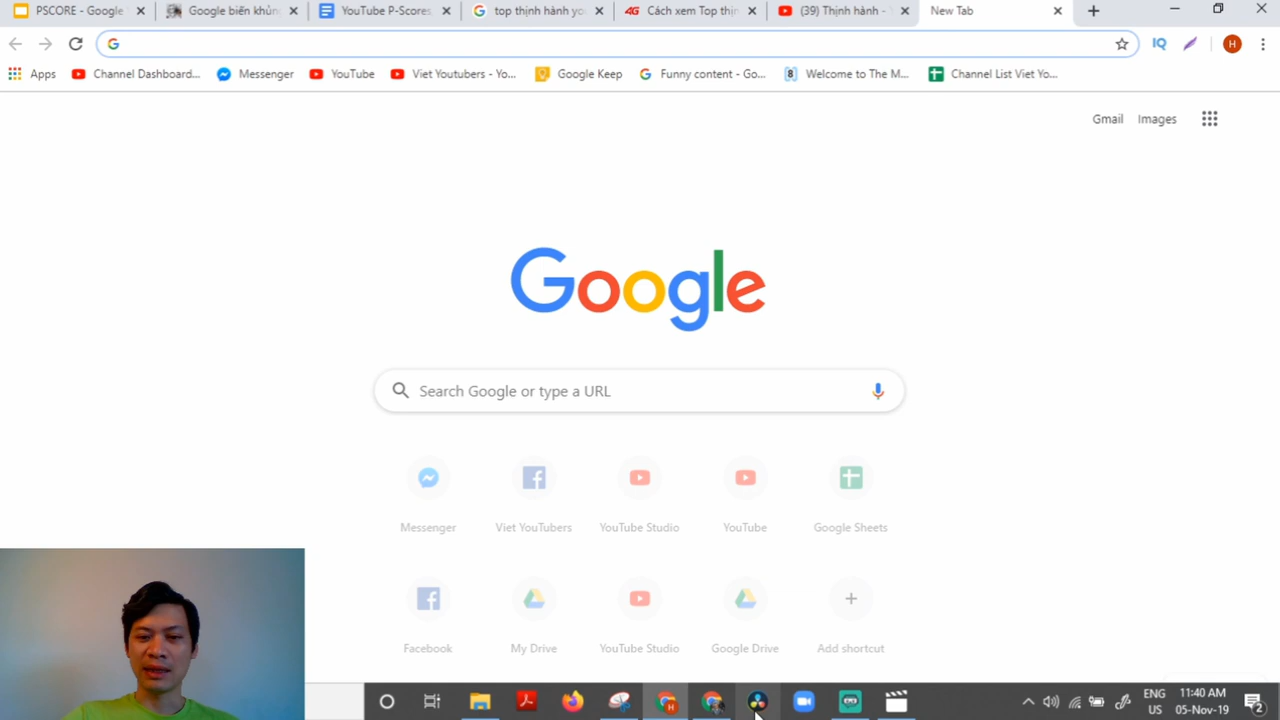 PSCORE - Google
Google biến khủn
YouTube P-Scores
top thịnh hành yo
Cách xem Top thịn
(39) Thịnh hành -
New Tab
Apps
Channel Dashboard...
Messenger
YouTube
Viet Youtubers - Yo...
Google Keep
Funny content - Go...
Welcome to The M...
Channel List Viet Yo...
Gmail
Images
Google
Search Google or type a URL
Messenger
Viet YouTubers
YouTube Studio
YouTube
Google Sheets
Facebook
My Drive
YouTube Studio
Google Drive
Add shortcut
ENG
US
11:40 AM
05-Nov-19